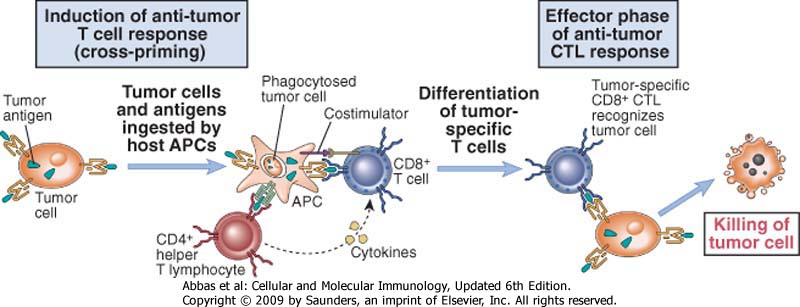 Induction of anti-tumor
T cell response
(cross-priming)
Effector phase
of anti-tumor
CTL response
Tumor
antigen
Tumor
cell
Tumor cells
and antigens
ingested by
host APCs
Phagocytosed
tumor cell
Costimulator
CD8+
T cell
APC
CD4+
helper
T lymphocyte
Cytokines
Differentiation
of tumor-
specific
T cells
Tumor-specific
CD8+ CTL
recognizes
tumor cell
Killing of
tumor cell
Abbas et al: Cellular and Molecular Immunology, Updated 6th Edition.
Copyright © 2009 by Saunders, an imprint of Elsevier, Inc. All rights reserved.